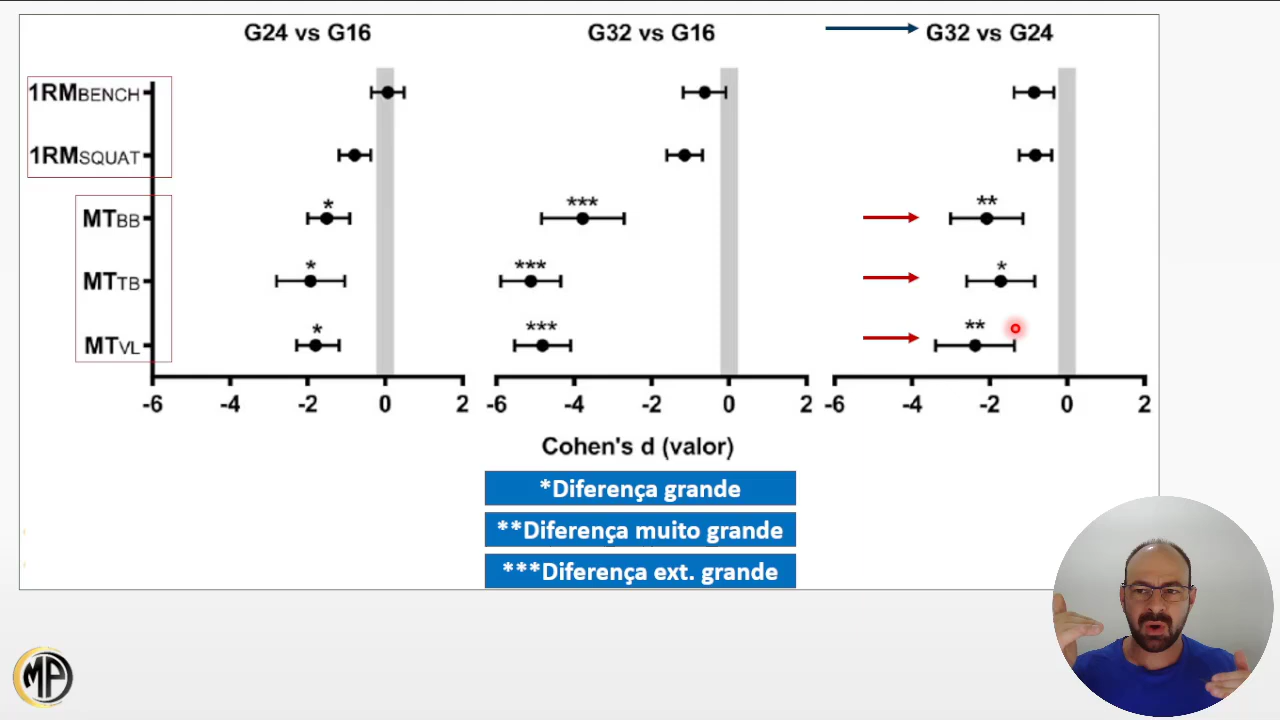 G24 vs G16
G32 vs G16
G32 vs G24
1RMBENCH
1RMSQUAT
MTBB
* *** **
MTTB
* *** *
MTVL
* *** **
-6 -4 -2 0 2
-6 -4 -2 0 2
-6 -4 -2 0 2
Cohen's d (valor)
*Diferença grande
**Diferença muito grande
***Diferença ext. grande
MP